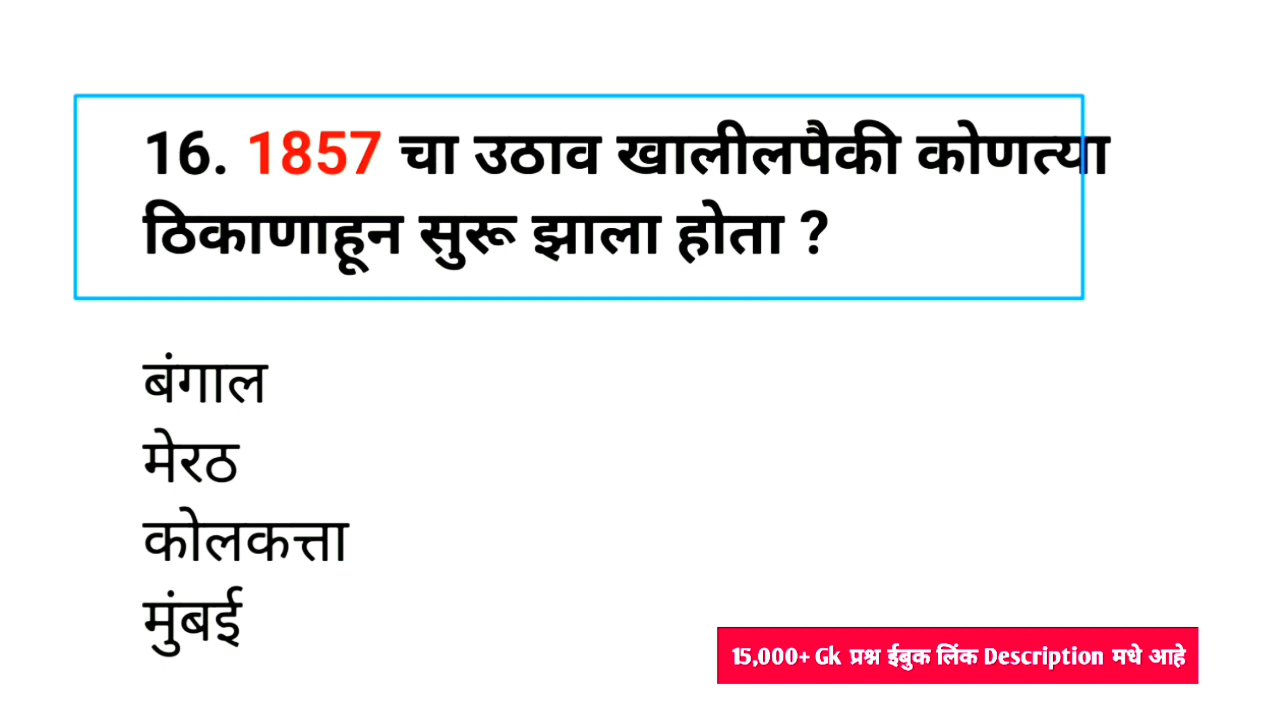 16. 1857 चा उठाव खालीलपैकी कोणत्या
ठिकाणाहून सुरू झाला होता ?
बंगाल
मेरठ
कोलकत्ता
मुंबई
15,000+ Gk प्रश्न ईबुक लिंक Description मधे आहे